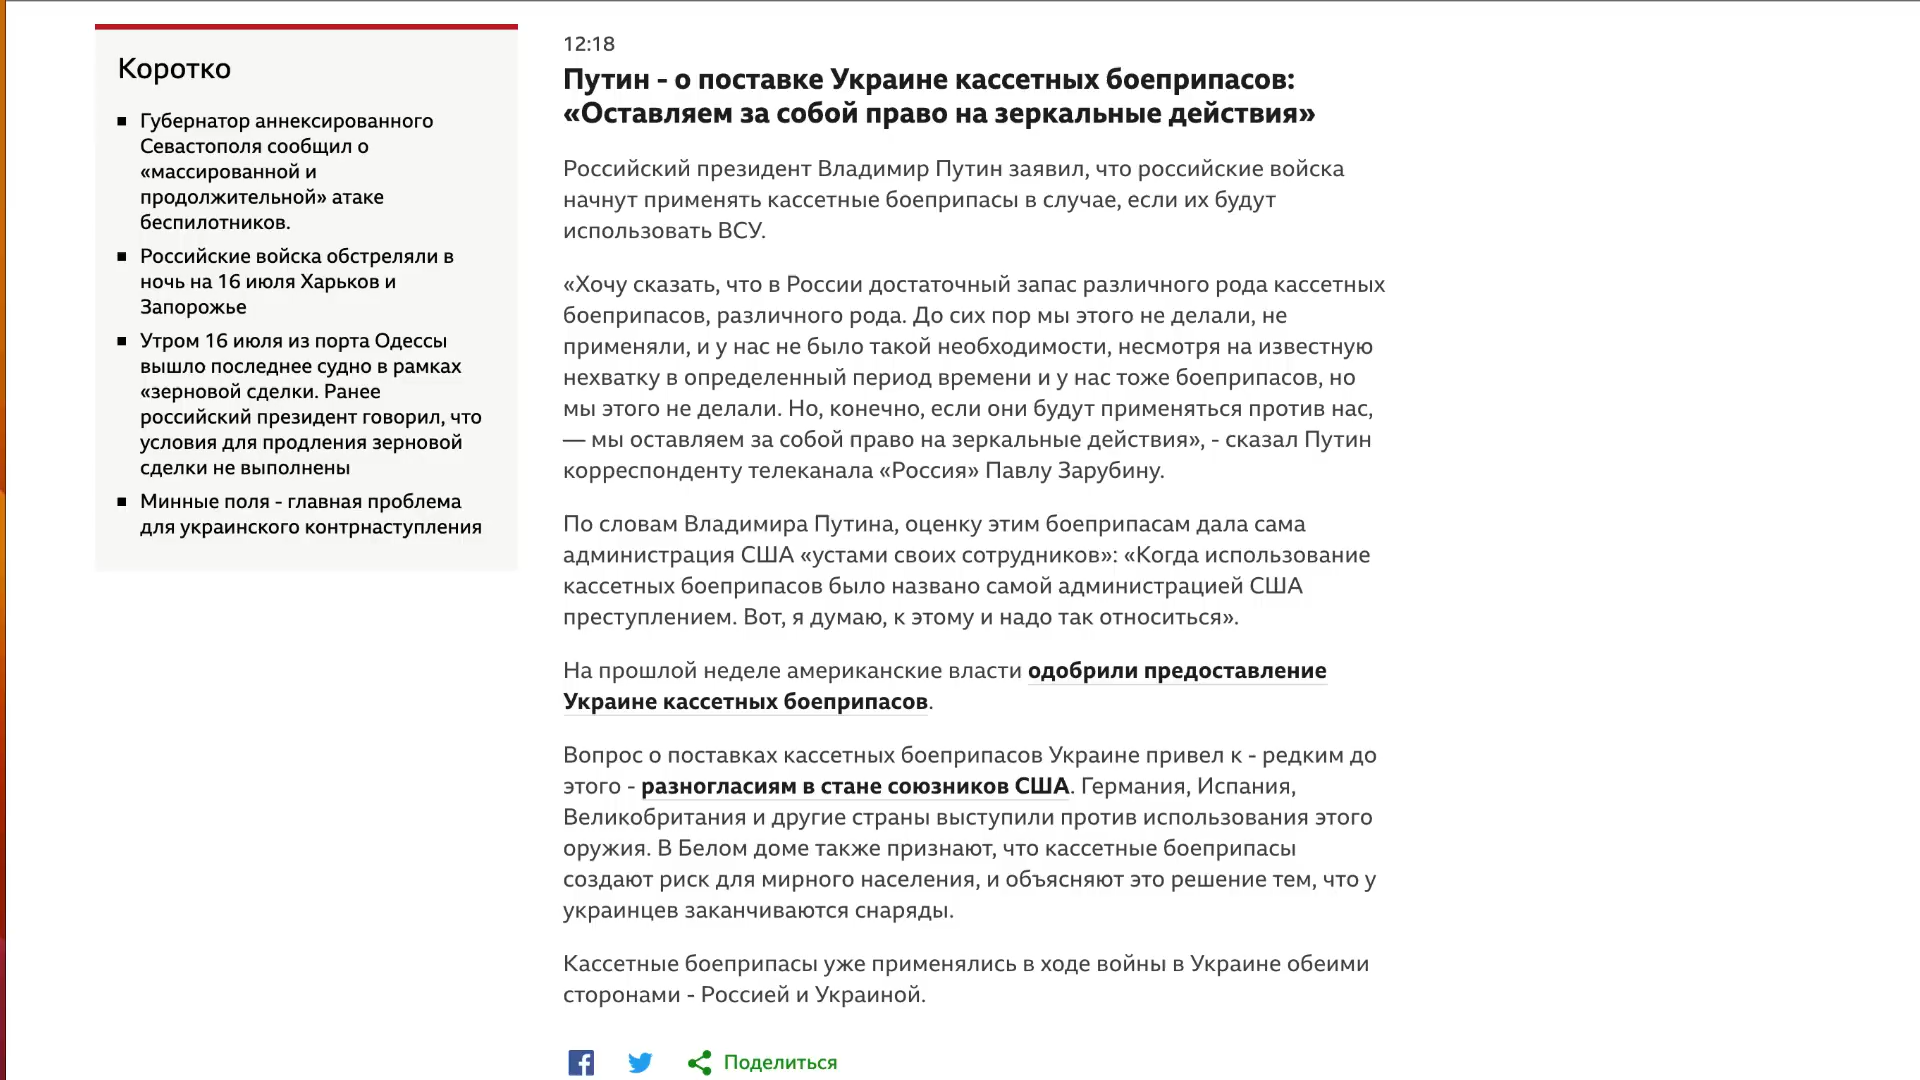 Коротко
Губернатор аннексированного
Севастополя сообщил о
«массированной и
продолжительной» атаке
беспилотников.
Российские войска обстреляли в
ночь на 16 июля Харьков и
Запорожье
Утром 16 июля из порта Одессы
вышло последнее судно в рамках
«зерновой сделки. Ранее
российский президент говорил, что
условия для продления зерновой
сделки не выполнены
Минные поля - главная проблема
для украинского контрнаступления
12:18
Путин - о поставке Украине кассетных боеприпасов:
«Оставляем за собой право на зеркальные действия»
Российский президент Владимир Путин заявил, что российские войска
начнут применять кассетные боеприпасы в случае, если их будут
использовать ВСУ.
«Хочу сказать, что в России достаточный запас различного рода кассетных
боеприпасов, различного рода. До сих пор мы этого не делали, не
применяли, и у нас не было такой необходимости, несмотря на известную
нехватку в определенный период времени и у нас тоже боеприпасов, но
мы этого не делали. Но, конечно, если они будут применяться против нас,
— мы оставляем за собой право на зеркальные действия», - сказал Путин
корреспонденту телеканала «Россия» Павлу Зарубину.
По словам Владимира Путина, оценку этим боеприпасам дала сама
администрация США «устами своих сотрудников»: «Когда использование
кассетных боеприпасов было названо самой администрацией США
преступлением. Вот, я думаю, к этому и надо так относиться».
На прошлой неделе американские власти одобрили предоставление
Украине кассетных боеприпасов.
Вопрос о поставках кассетных боеприпасов Украине привел к - редким до
этого - разногласиям в стане союзников США. Германия, Испания,
Великобритания и другие страны выступили против использования этого
оружия. В Белом доме также признают, что кассетные боеприпасы
создают риск для мирного населения, и объясняют это решение тем, что у
украинцев заканчиваются снаряды.
Кассетные боеприпасы уже применялись в ходе войны в Украине обеими
сторонами - Россией и Украиной.
Поделиться